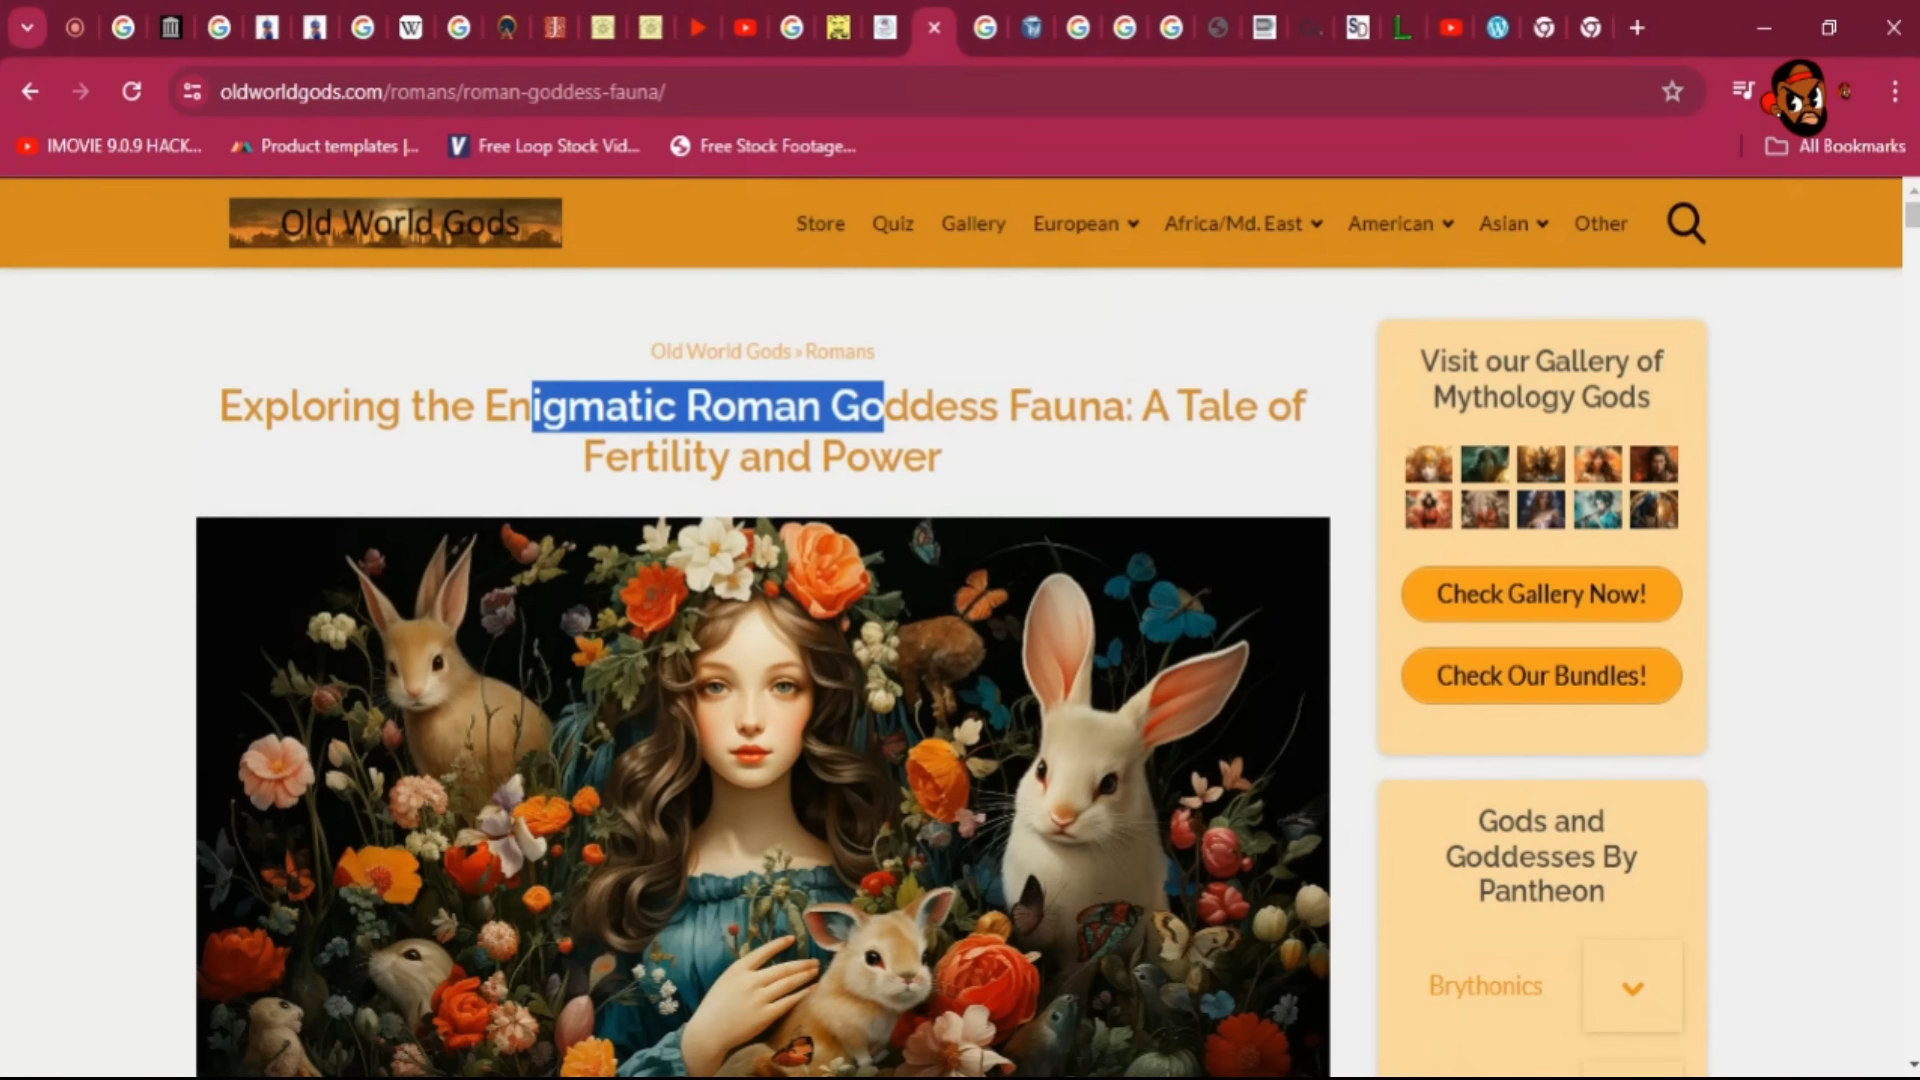 oldworldgods.com/romans/roman-goddess-fauna/
IMOVIE 9.0.9 HACK...
Product templates |...
Free Loop Stock Vid...
Free Stock Footage...
All Bookmarks
Old World Gods
Store
Quiz
Gallery
European
Africa/Md. East
American
Asian
Other
Old World Gods » Romans
Exploring the Enigmatic Roman Goddess Fauna: A Tale of
Fertility and Power
Visit our Gallery of
Mythology Gods
Check Gallery Now!
Check Our Bundles!
Gods and
Goddesses By
Pantheon
Brythonics